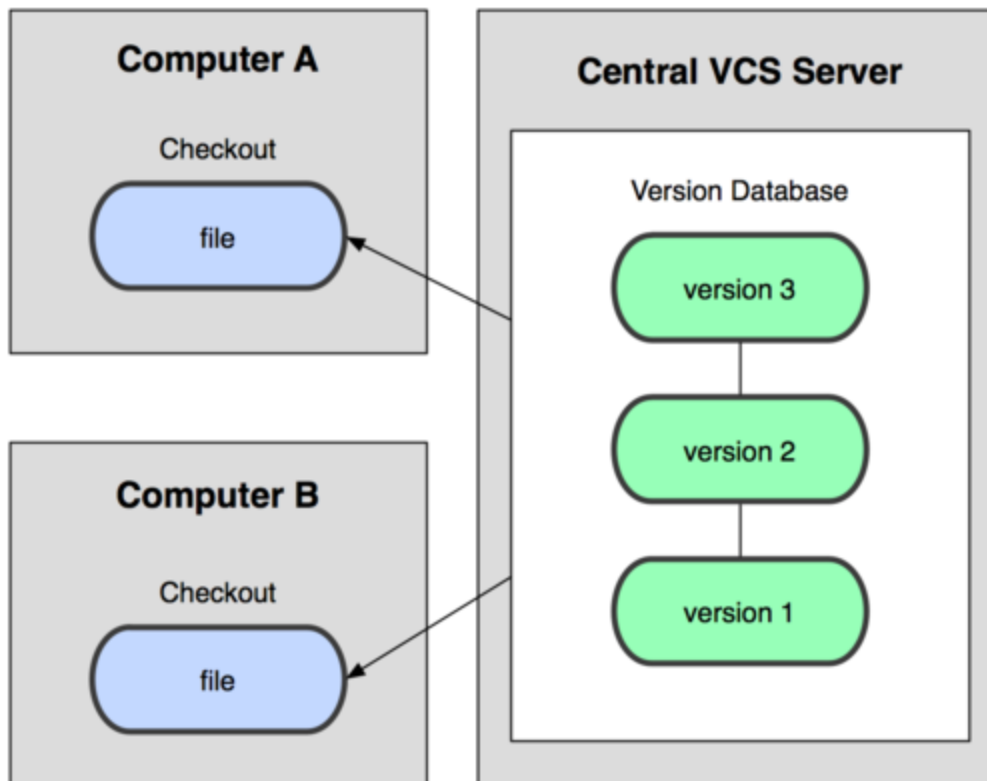 Computer A
Checkout
file
Computer B
Checkout
file
Central VCS Server
Version Database
version 3
version 2
version 1